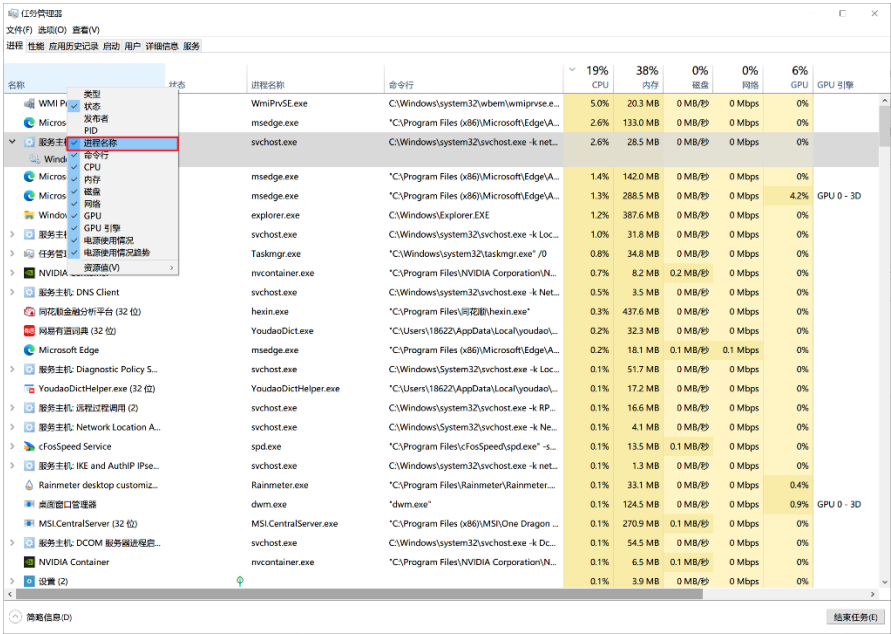 任务管理器
文件(F) 选项(O) 查看(V)
进程 性能 应用历史记录 启动 用户 详细信息 服务
19% 38% 0% 0% 6%
名称 状态 进程名称 命令行 CPU 内存 磁盘 网络 GPU GPU 引擎
类型
状态
发布者
PID
进程名称
命令行
CPU
内存
磁盘
网络
GPU
GPU 引擎
电源使用情况
电源使用情况趋势
资源值(V)
WMI P WmiPrvSE.exe C:\Windows\system32\wbem\wmiprvse.e... 5.0% 20.3 MB 0 MB/秒 0 Mbps 0%
Micros msedge.exe "C:\Program Files (x86)\Microsoft\Edge\A... 2.6% 133.0 MB 0 MB/秒 0 Mbps 0%
服务主 svchost.exe C:\Windows\system32\svchost.exe -k net... 2.6% 28.5 MB 0 MB/秒 0 Mbps 0%
Wind
Micros msedge.exe "C:\Program Files (x86)\Microsoft\Edge\A... 1.4% 142.0 MB 0 MB/秒 0 Mbps 0%
Micros msedge.exe "C:\Program Files (x86)\Microsoft\Edge\A... 1.3% 288.5 MB 0 MB/秒 0 Mbps 4.2% GPU 0 - 3D
Windo explorer.exe C:\Windows\Explorer.EXE 1.2% 387.6 MB 0 MB/秒 0 Mbps 0%
服务主 svchost.exe C:\Windows\system32\svchost.exe -k Loc... 1.0% 31.8 MB 0 MB/秒 0 Mbps 0%
任务管 Taskmgr.exe "C:\Windows\system32\taskmgr.exe" /0 0.8% 34.8 MB 0 MB/秒 0 Mbps 0%
NVIDIA Container nvcontainer.exe "C:\Program Files\NVIDIA Corporation\N... 0.7% 8.2 MB 0.2 MB/秒 0 Mbps 0%
服务主机: DNS Client svchost.exe C:\Windows\system32\svchost.exe -k Net... 0.5% 3.5 MB 0 MB/秒 0 Mbps 0%
同花顺金融分析平台 (32 位) hexin.exe "C:\Program Files\同花顺\hexin.exe" 0.3% 437.6 MB 0 MB/秒 0 Mbps 0%
网易有道词典 (32 位) YoudaoDict.exe "C:\Users\18622\AppData\Local\youdao\... 0.2% 32.3 MB 0 MB/秒 0 Mbps 0%
Microsoft Edge msedge.exe "C:\Program Files (x86)\Microsoft\Edge\A... 0.2% 18.1 MB 0.1 MB/秒 0.1 Mbps 0%
服务主机: Diagnostic Policy S... svchost.exe C:\Windows\System32\svchost.exe -k Loc... 0.1% 51.7 MB 0 MB/秒 0 Mbps 0%
YoudaoDictHelper.exe (32 位) YoudaoDictHelper.exe "C:\Users\18622\AppData\Local\youdao\... 0.1% 17.2 MB 0 MB/秒 0 Mbps 0%
服务主机: 远程过程调用 (2) svchost.exe C:\Windows\system32\svchost.exe -k RP... 0.1% 16.6 MB 0 MB/秒 0 Mbps 0%
服务主机: Network Location A... svchost.exe C:\Windows\System32\svchost.exe -k Ne... 0.1% 4.1 MB 0 MB/秒 0 Mbps 0%
cFosSpeed Service spd.exe "C:\Program Files\cFosSpeed\spd.exe" -s... 0.1% 13.5 MB 0.1 MB/秒 0 Mbps 0%
服务主机: IKE and AuthIP IPse... svchost.exe C:\Windows\system32\svchost.exe -k net... 0.1% 1.3 MB 0 MB/秒 0 Mbps 0%
Rainmeter desktop customiz... Rainmeter.exe "C:\Program Files\Rainmeter\Rainmeter.... 0.1% 33.1 MB 0 MB/秒 0 Mbps 0.4%
桌面窗口管理器 dwm.exe "dwm.exe" 0.1% 124.5 MB 0 MB/秒 0 Mbps 0.9% GPU 0 - 3D
MSI.CentralServer (32 位) MSI.CentralServer.exe "C:\Program Files (x86)\MSI\One Dragon ... 0.1% 270.9 MB 0.1 MB/秒 0 Mbps 0%
服务主机: DCOM 服务器进程启... svchost.exe C:\Windows\system32\svchost.exe -k Dc... 0.1% 54.5 MB 0 MB/秒 0 Mbps 0%
NVIDIA Container nvcontainer.exe "C:\Program Files\NVIDIA Corporation\N... 0.1% 6.5 MB 0.1 MB/秒 0 Mbps 0%
设置 (2) 0.1% 3.9 MB 0 MB/秒 0 Mbps 0%
简略信息(D) 结束任务(E)